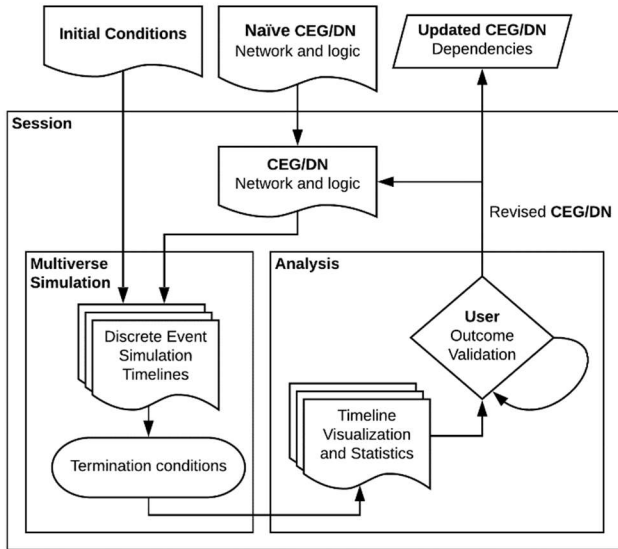 Initial Conditions
Naïve CEG/DN
Network and logic
Updated CEG/DN
Dependencies
Session
CEG/DN
Network and logic
Revised CEG/DN
Multiverse
Simulation
Discrete Event
Simulation
Timelines
Termination conditions
Analysis
User
Outcome
Validation
Timeline
Visualization
and Statistics